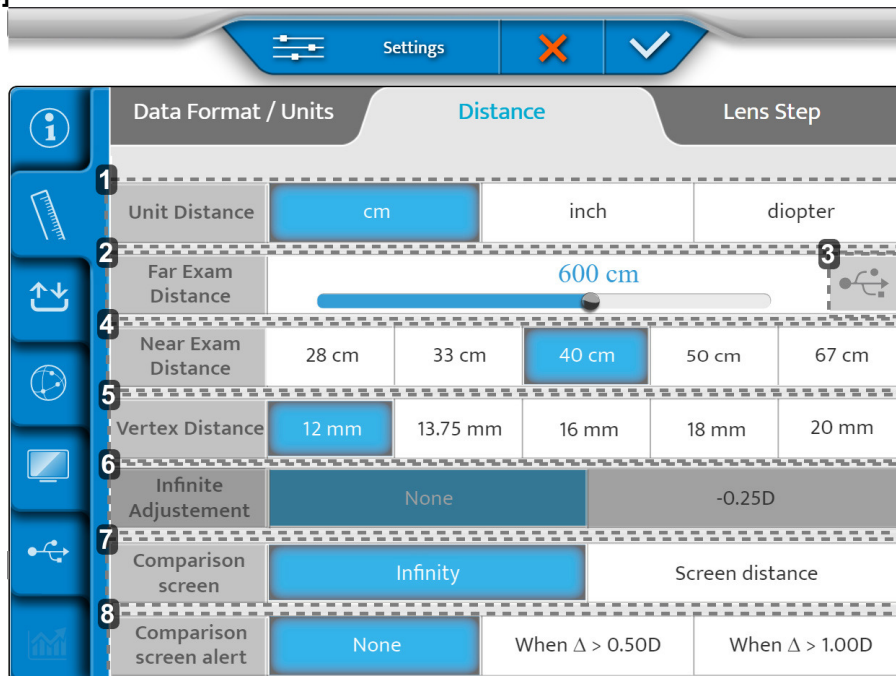 Settings
Data Format / Units Distance Lens Step
1
Unit Distance cm inch diopter
2 3
Far Exam Distance 600 cm
4
Near Exam Distance 28 cm 33 cm 40 cm 50 cm 67 cm
5
Vertex Distance 12 mm 13.75 mm 16 mm 18 mm 20 mm
6
Infinite Adjustement None -0.25D
7
Comparison screen Infinity Screen distance
8
Comparison screen alert None When Δ > 0.50D When Δ > 1.00D